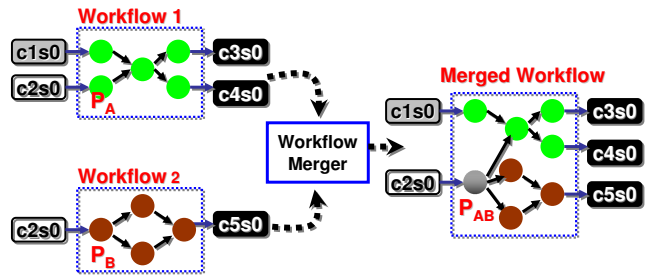 Workflow 1
c1s0
c2s0
PA
c3s0
c4s0
Workflow 2
c2s0
PB
c5s0
Workflow
Merger
Merged Workflow
c1s0
c2s0
PAB
c3s0
c4s0
c5s0